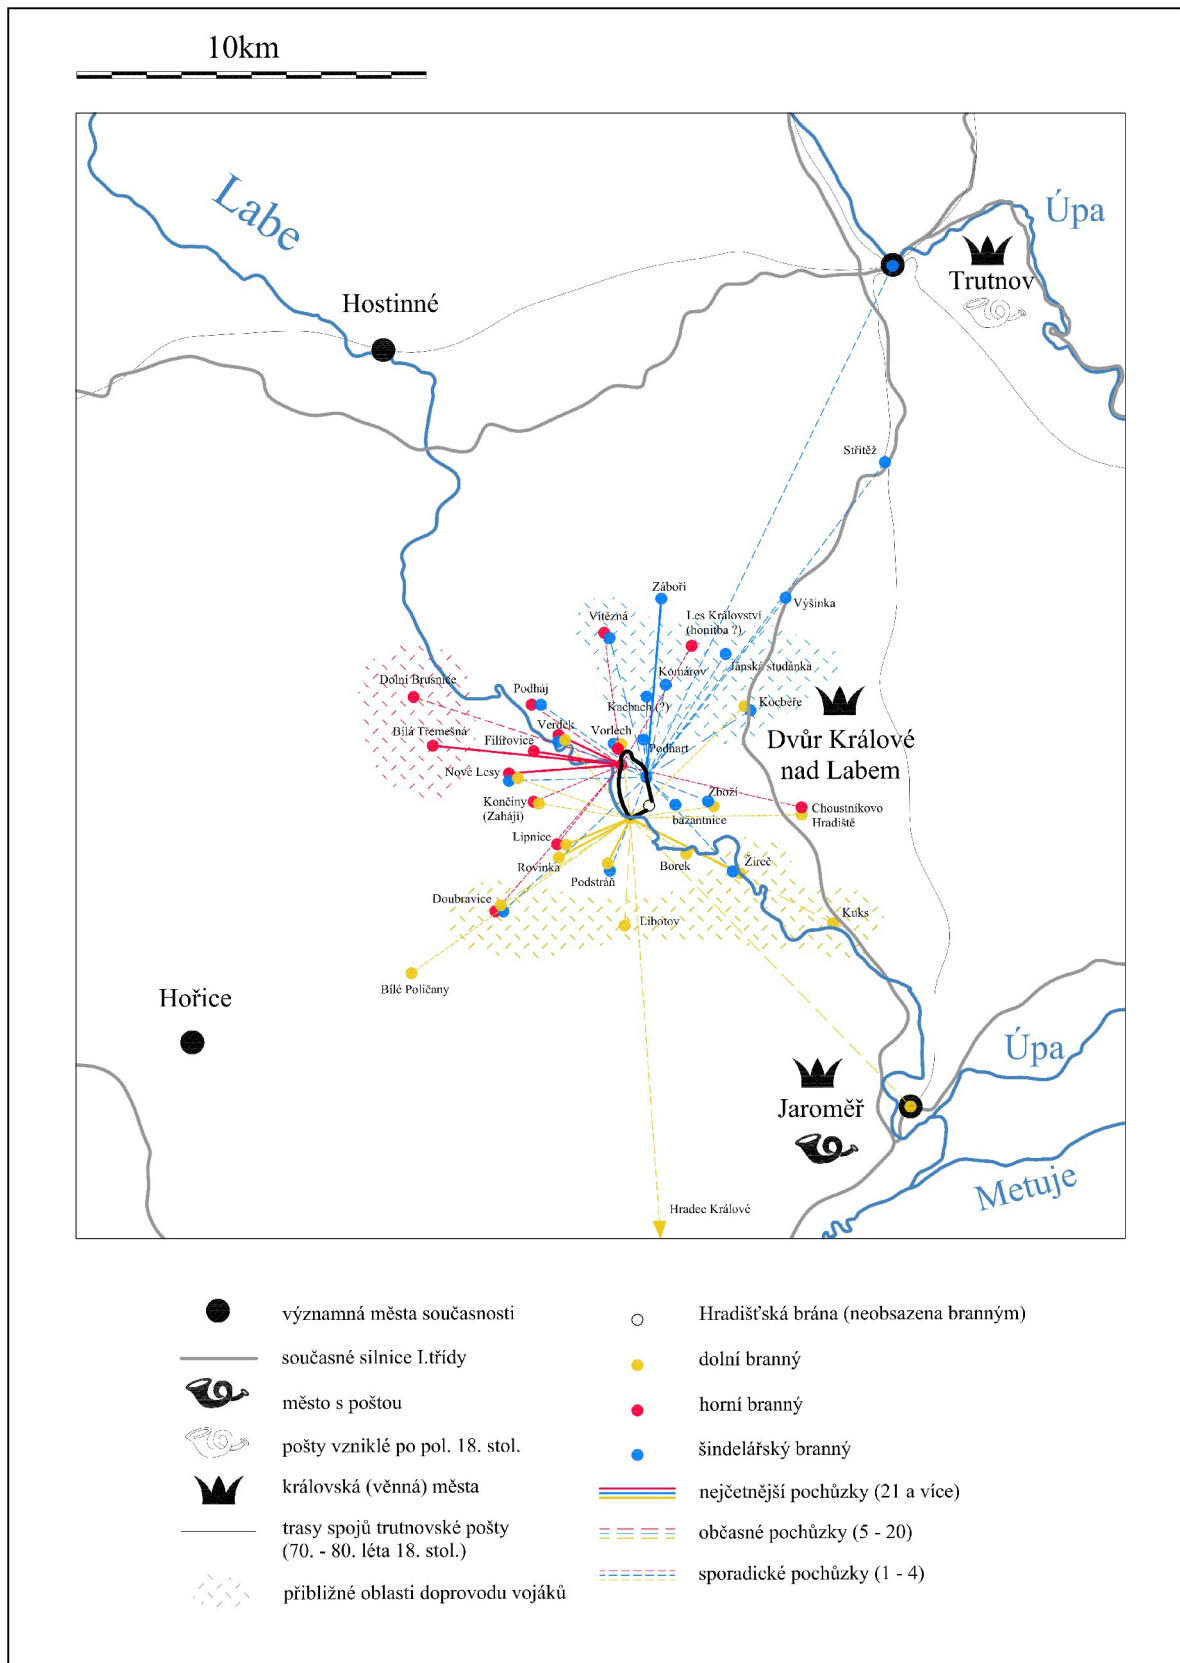 10km
Labe
Úpa
Trutnov
Hostinné
Střítěž
Záboří
Výšinka
Vítězná
Les Království
(honitba ?)
Jánská studánka
Komárov
Dolní Brusnice
Podháj
Kacbach (?)
Kocbeře
Verdek
Vorlech
Bílá Třemešná
Filířovice
Podhart
Dvůr Králové
nad Labem
Nové Lesy
Zboží
Končiny
(Zaháji)
Choustníkovo
Hradiště
bažantnice
Lipnice
Rovinka
Borek
Žireč
Podstráň
Doubravice
Kuks
Libotov
Bílé Poličany
Hořice
Úpa
Jaroměř
Metuje
Hradec Králové
významná města současnosti
současné silnice I.třídy
město s poštou
pošty vzniklé po pol. 18. stol.
královská (věnná) města
trasy spojů trutnovské pošty
(70. - 80. léta 18. stol.)
přibližné oblasti doprovodu vojáků
Hradišťská brána (neobsazena branným)
dolní branný
horní branný
šindelářský branný
nejčetnější pochůzky (21 a více)
občasné pochůzky (5 - 20)
sporadické pochůzky (1 - 4)